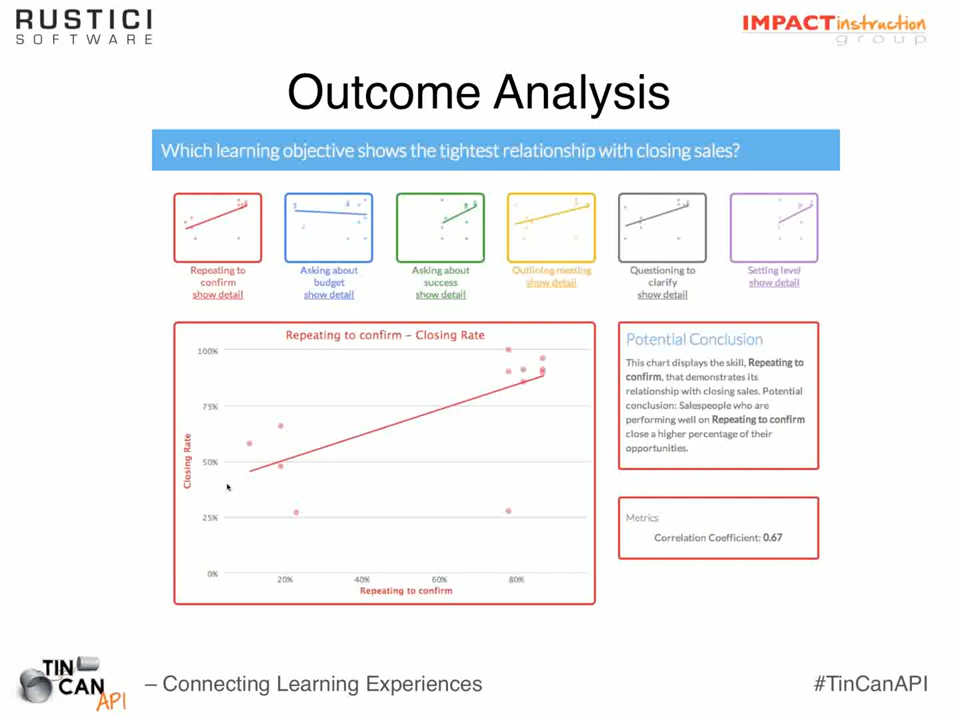 RUSTICI
SOFTWARE
IMPACTinstruction
group
Outcome Analysis
Which learning objective shows the tightest relationship with closing sales?
Repeating to
confirm
show detail
Asking about
budget
show detail
Asking about
success
show detail
Outlining meeting
show detail
Questioning to
clarify
show detail
Setting level
show detail
Repeating to confirm – Closing Rate
100%
75%
50%
25%
0%
Closing Rate
20%
40%
60%
80%
Repeating to confirm
Potential Conclusion
This chart displays the skill, Repeating to
confirm, that demonstrates its
relationship with closing sales. Potential
conclusion: Salespeople who are
performing well on Repeating to confirm
close a higher percentage of their
opportunities.
Metrics
Correlation Coefficient: 0.67
TIN
CAN
API
– Connecting Learning Experiences
#TinCanAPI